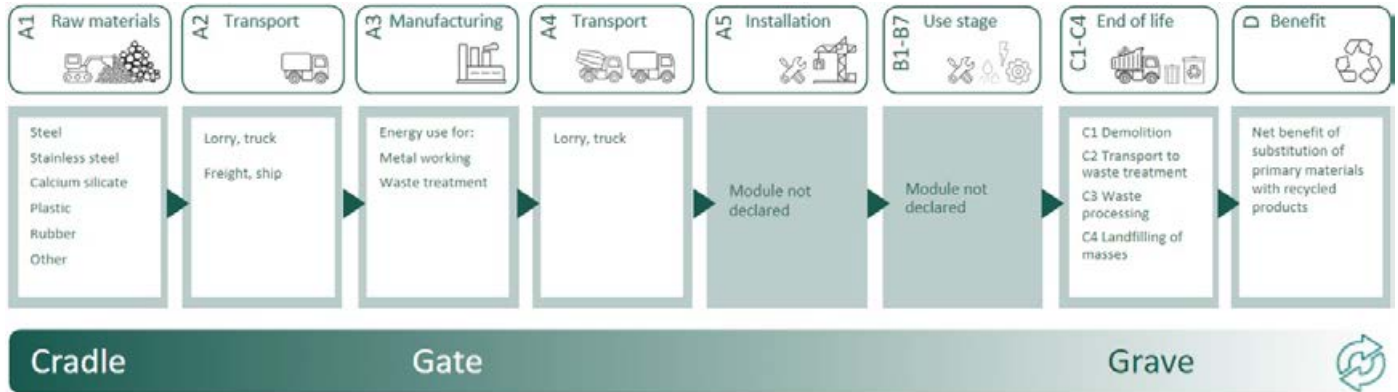 A1 Raw materials
A2 Transport
A3 Manufacturing
A4 Transport
A5 Installation
B1-B7 Use stage
C1-C4 End of life
D Benefit
Steel
Stainless steel
Calcium silicate
Plastic
Rubber
Other
Lorry, truck
Freight, ship
Energy use for:
Metal working
Waste treatment
Lorry, truck
Module not
declared
Module not
declared
C1 Demolition
C2 Transport to
waste treatment
C3 Waste
processing
C4 Landfilling of
masses
Net benefit of
substitution of
primary materials
with recycled
products
Cradle
Gate
Grave